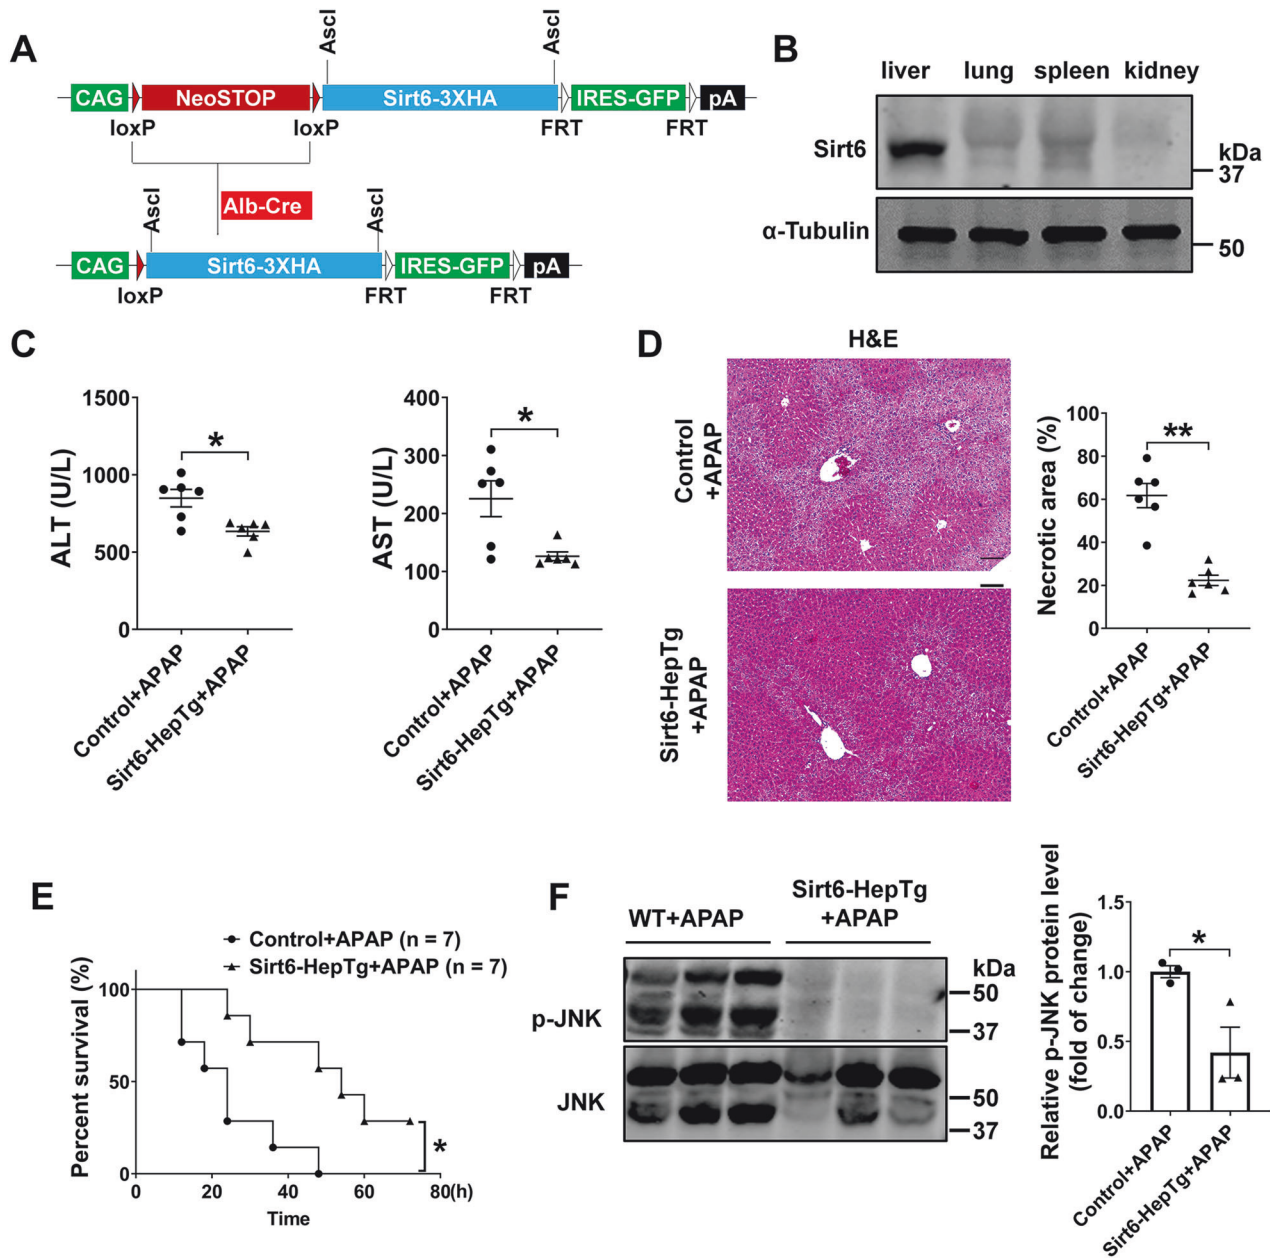 A
AscI AscI
CAG NeoSTOP Sirt6-3XHA IRES-GFP pA
loxP loxP FRT FRT
Alb-Cre
AscI AscI
CAG Sirt6-3XHA IRES-GFP pA
loxP FRT FRT
B
liver lung spleen kidney
Sirt6
kDa
37
α-Tubulin
50
C
ALT (U/L)
1500
1000
500
0
*
Control+APAP
Sirt6-HepTg+APAP
AST (U/L)
400
300
200
100
0
*
Control+APAP
Sirt6-HepTg+APAP
D
H&E
Control
+APAP
Sirt6-HepTg
+APAP
Necrotic area (%)
100
80
60
40
20
0
**
Control+APAP
Sirt6-HepTg+APAP
E
Control+APAP (n = 7)
Sirt6-HepTg+APAP (n = 7)
Percent survival (%)
100
50
0
*
0 20 40 60 80(h)
Time
F
WT+APAP
Sirt6-HepTg
+APAP
kDa
p-JNK
50
37
JNK
50
37
Relative p-JNK protein level
(fold of change)
1.5
1.0
0.5
0.0
*
Control+APAP
Sirt6-HepTg+APAP